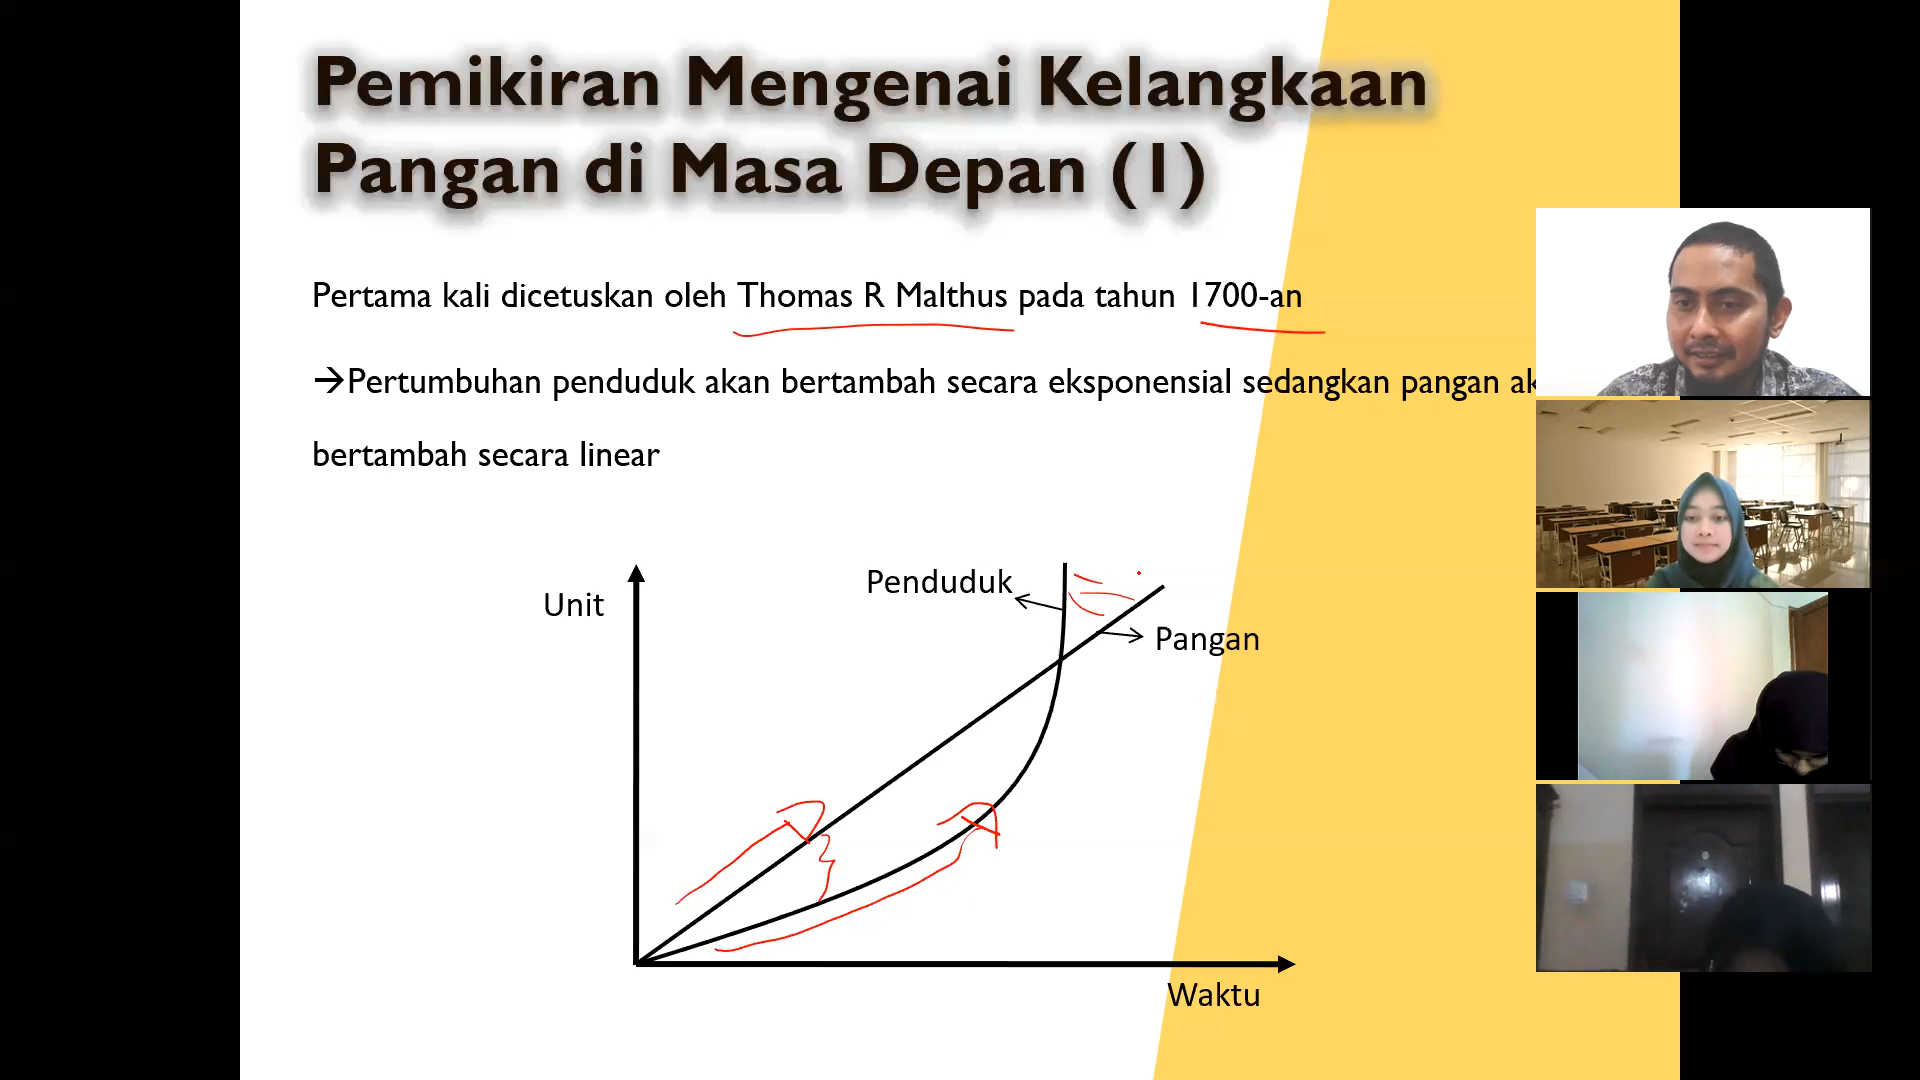 Pemikiran Mengenai Kelangkaan
Pangan di Masa Depan (1)
Pertama kali dicetuskan oleh Thomas R Malthus pada tahun 1700-an
→Pertumbuhan penduduk akan bertambah secara eksponensial sedangkan pangan ak
bertambah secara linear
Penduduk
Unit
Pangan
Waktu